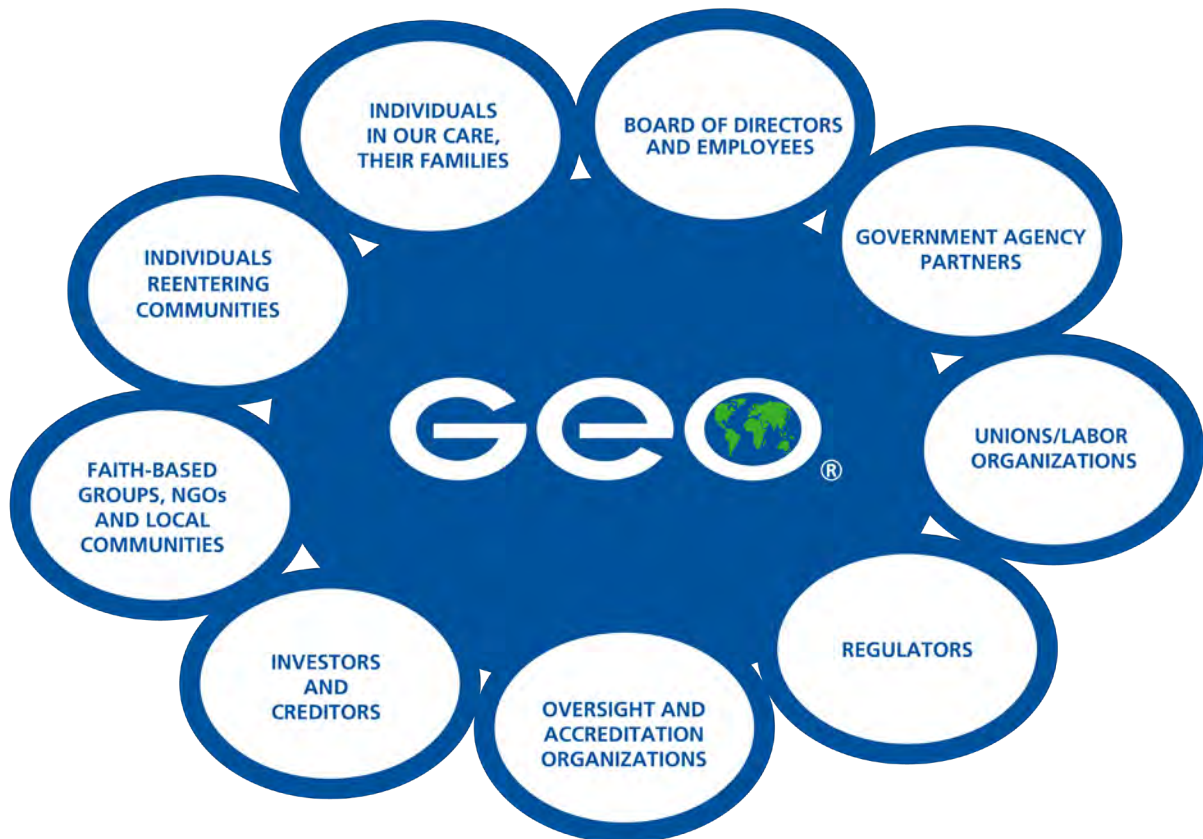 INDIVIDUALS
IN OUR CARE,
THEIR FAMILIES
BOARD OF DIRECTORS
AND EMPLOYEES
GOVERNMENT AGENCY
PARTNERS
UNIONS/LABOR
ORGANIZATIONS
REGULATORS
OVERSIGHT AND
ACCREDITATION
ORGANIZATIONS
INVESTORS
AND
CREDITORS
FAITH-BASED
GROUPS, NGOs
AND LOCAL
COMMUNITIES
INDIVIDUALS
REENTERING
COMMUNITIES
GEO®